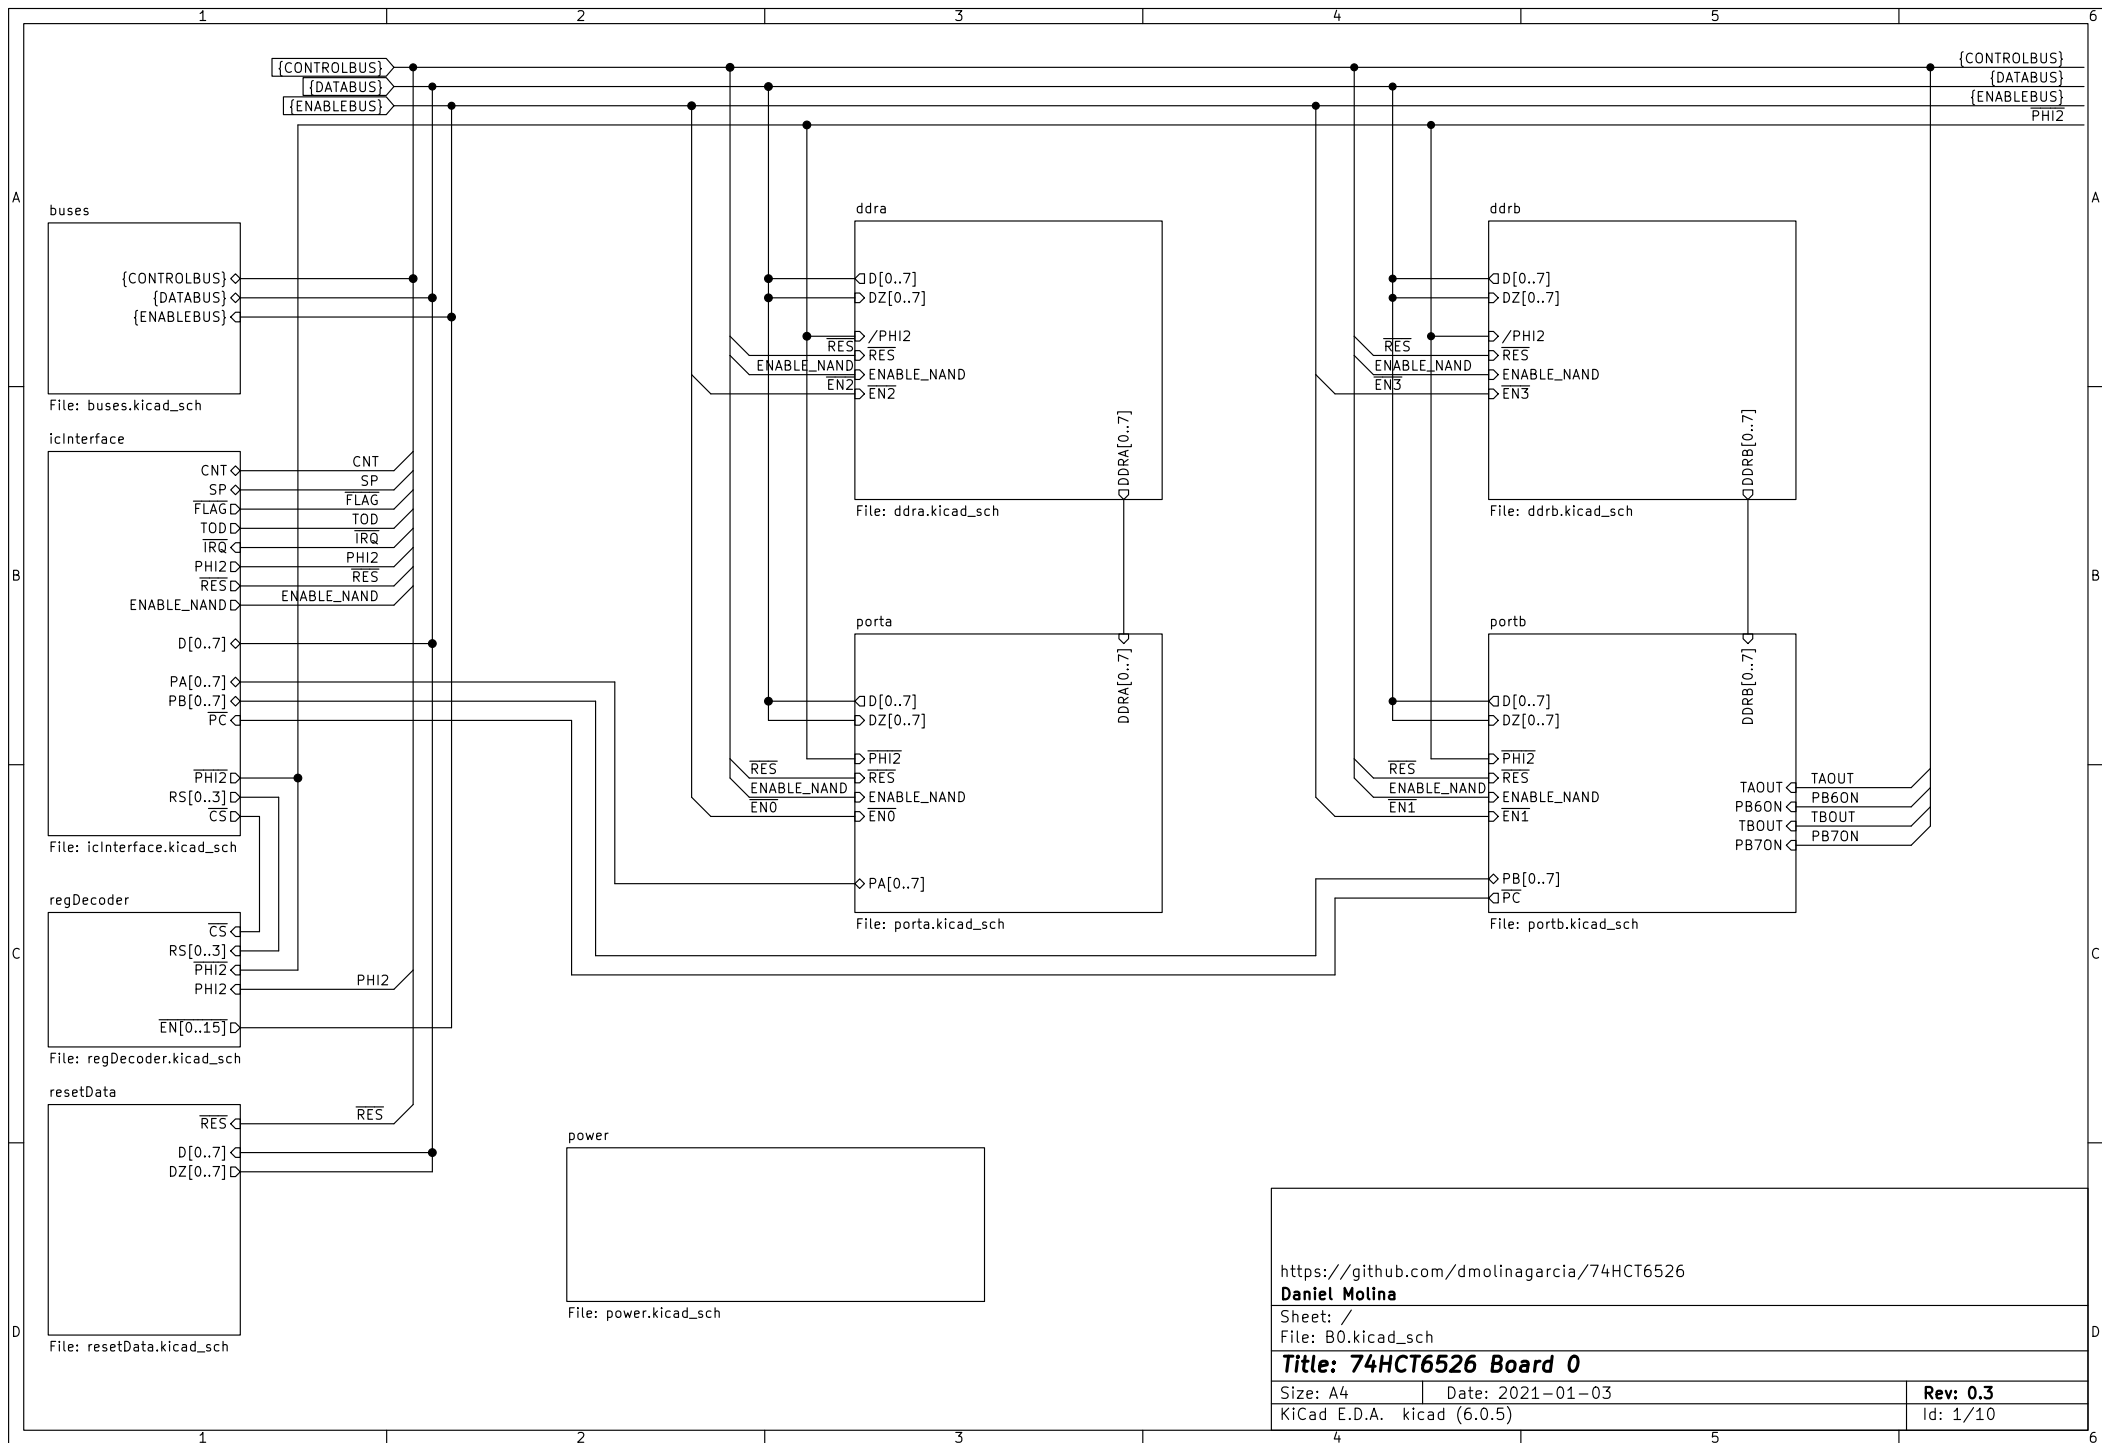 1 2 3 4 5 6
{CONTROLBUS} {CONTROLBUS}
{DATABUS} {DATABUS}
{ENABLEBUS} {ENABLEBUS}
PHI2
A A
buses
{CONTROLBUS}
{DATABUS}
{ENABLEBUS}
File: buses.kicad_sch
ddra
D[0..7]
DZ[0..7]
/PHI2
RES RES
ENABLE_NAND ENABLE_NAND
EN2 EN2
DDRA[0..7]
File: ddra.kicad_sch
ddrb
D[0..7]
DZ[0..7]
/PHI2
RES RES
ENABLE_NAND ENABLE_NAND
EN3 EN3
DDRB[0..7]
File: ddrb.kicad_sch
icInterface
CNT CNT
SP SP
FLAG FLAG
TOD TOD
IRQ IRQ
PHI2 PHI2
RES RES
ENABLE_NAND ENABLE_NAND
D[0..7]
PA[0..7]
PB[0..7]
PC
PHI2
RS[0..3]
CS
File: icInterface.kicad_sch
B B
porta
DDRA[0..7]
D[0..7]
DZ[0..7]
PHI2
RES RES
ENABLE_NAND ENABLE_NAND
EN0 EN0
PA[0..7]
File: porta.kicad_sch
portb
DDRB[0..7]
D[0..7]
DZ[0..7]
PHI2
RES RES
ENABLE_NAND ENABLE_NAND
EN1 EN1
TAOUT TAOUT
PB6ON PB6ON
TBOUT TBOUT
PB7ON PB7ON
PB[0..7]
PC
File: portb.kicad_sch
regDecoder
CS
RS[0..3]
PHI2
PHI2 PHI2
EN[0..15]
File: regDecoder.kicad_sch
C C
resetData
RES RES
D[0..7]
DZ[0..7]
File: resetData.kicad_sch
power
File: power.kicad_sch
D D
https://github.com/dmolinagarcia/74HCT6526
Daniel Molina
Sheet: /
File: B0.kicad_sch
Title: 74HCT6526 Board 0
Size: A4 Date: 2021-01-03 Rev: 0.3
KiCad E.D.A. kicad (6.0.5) Id: 1/10
1 2 3 4 5 6